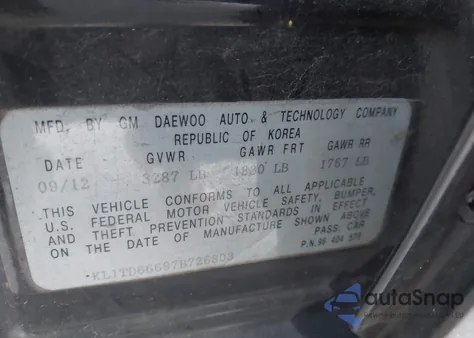 MFD. BY GM DAEWOO AUTO & TECHNOLOGY COMPANY
REPUBLIC OF KOREA
DATE GVWR GAWR FRT GAWR RR
09/12 3287 LB LB 1767 LB
THIS VEHICLE CONFORMS TO ALL APPLICABLE
U.S. FEDERAL MOTOR VEHICLE SAFETY, BUMPER,
AND THEFT PREVENTION STANDARDS IN EFFECT
ON THE DATE OF MANUFACTURE SHOWN ABOVE
PASS. CAR
P.N. 96
autoSnap